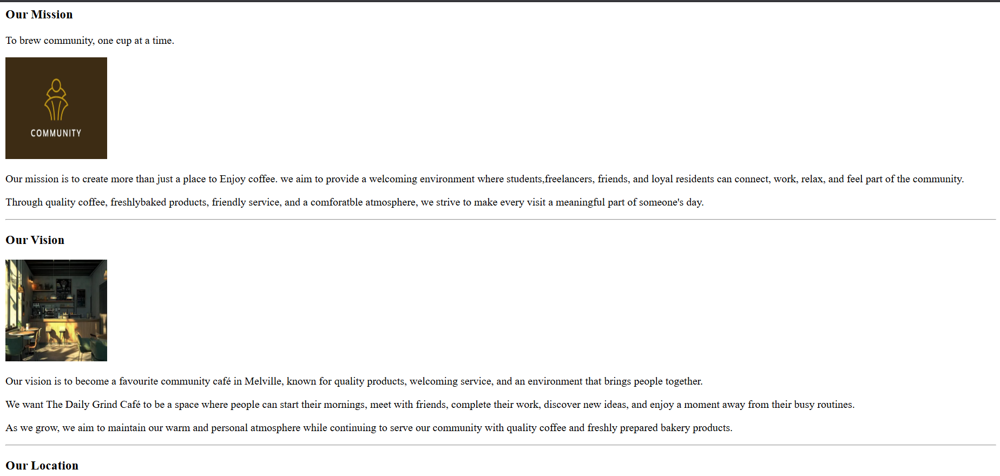 Our Mission
To brew community, one cup at a time.
COMMUNITY
Our mission is to create more than just a place to Enjoy coffee. we aim to provide a welcoming environment where students,freelancers, friends, and loyal residents can connect, work, relax, and feel part of the community.
Through quality coffee, freshlybaked products, friendly service, and a comforatble atmosphere, we strive to make every visit a meaningful part of someone's day.
Our Vision
Our vision is to become a favourite community café in Melville, known for quality products, welcoming service, and an environment that brings people together.
We want The Daily Grind Café to be a space where people can start their mornings, meet with friends, complete their work, discover new ideas, and enjoy a moment away from their busy routines.
As we grow, we aim to maintain our warm and personal atmosphere while continuing to serve our community with quality coffee and freshly prepared bakery products.
Our Location